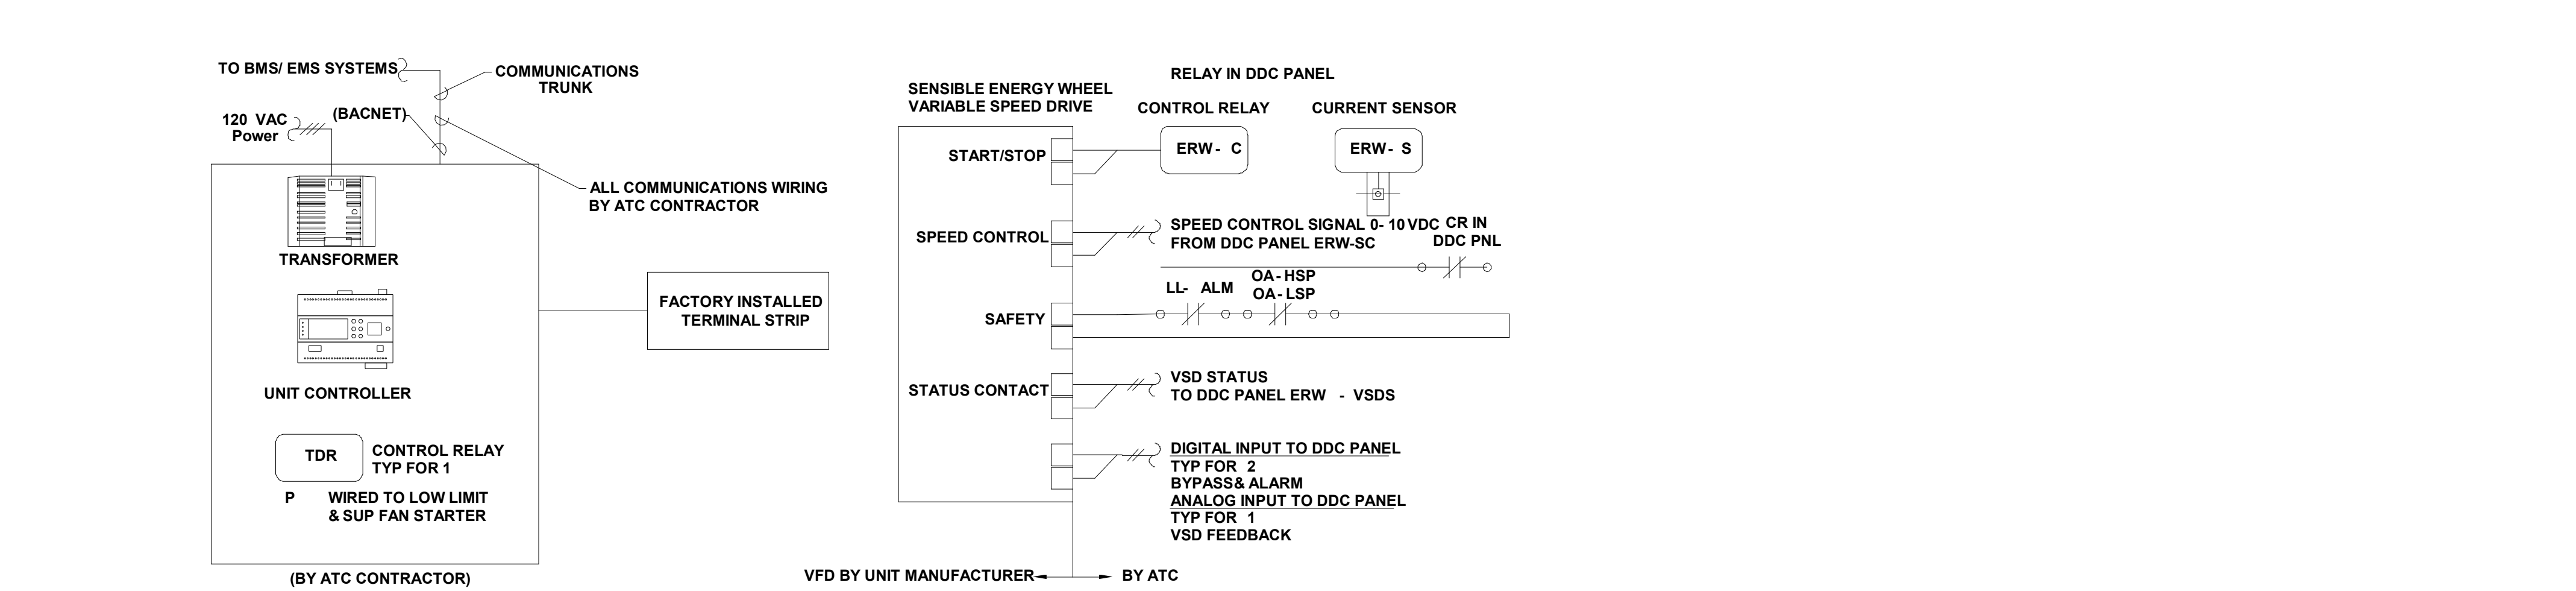 TO BMS/ EMS SYSTEMS
COMMUNICATIONS
TRUNK
(BACNET)
120 VAC
Power
ALL COMMUNICATIONS WIRING
BY ATC CONTRACTOR
TRANSFORMER
FACTORY INSTALLED
TERMINAL STRIP
UNIT CONTROLLER
TDR
CONTROL RELAY
TYP FOR 1
P WIRED TO LOW LIMIT
& SUP FAN STARTER
(BY ATC CONTRACTOR)
SENSIBLE ENERGY WHEEL
VARIABLE SPEED DRIVE
RELAY IN DDC PANEL
CONTROL RELAY
CURRENT SENSOR
START/STOP
ERW- C
ERW- S
SPEED CONTROL
SPEED CONTROL SIGNAL 0- 10 VDC
FROM DDC PANEL ERW-SC
CR IN
DDC PNL
OA- HSP
OA- LSP
LL- ALM
SAFETY
STATUS CONTACT
VSD STATUS
TO DDC PANEL ERW - VSDS
DIGITAL INPUT TO DDC PANEL
TYP FOR 2
BYPASS& ALARM
ANALOG INPUT TO DDC PANEL
TYP FOR 1
VSD FEEDBACK
VFD BY UNIT MANUFACTURER
BY ATC